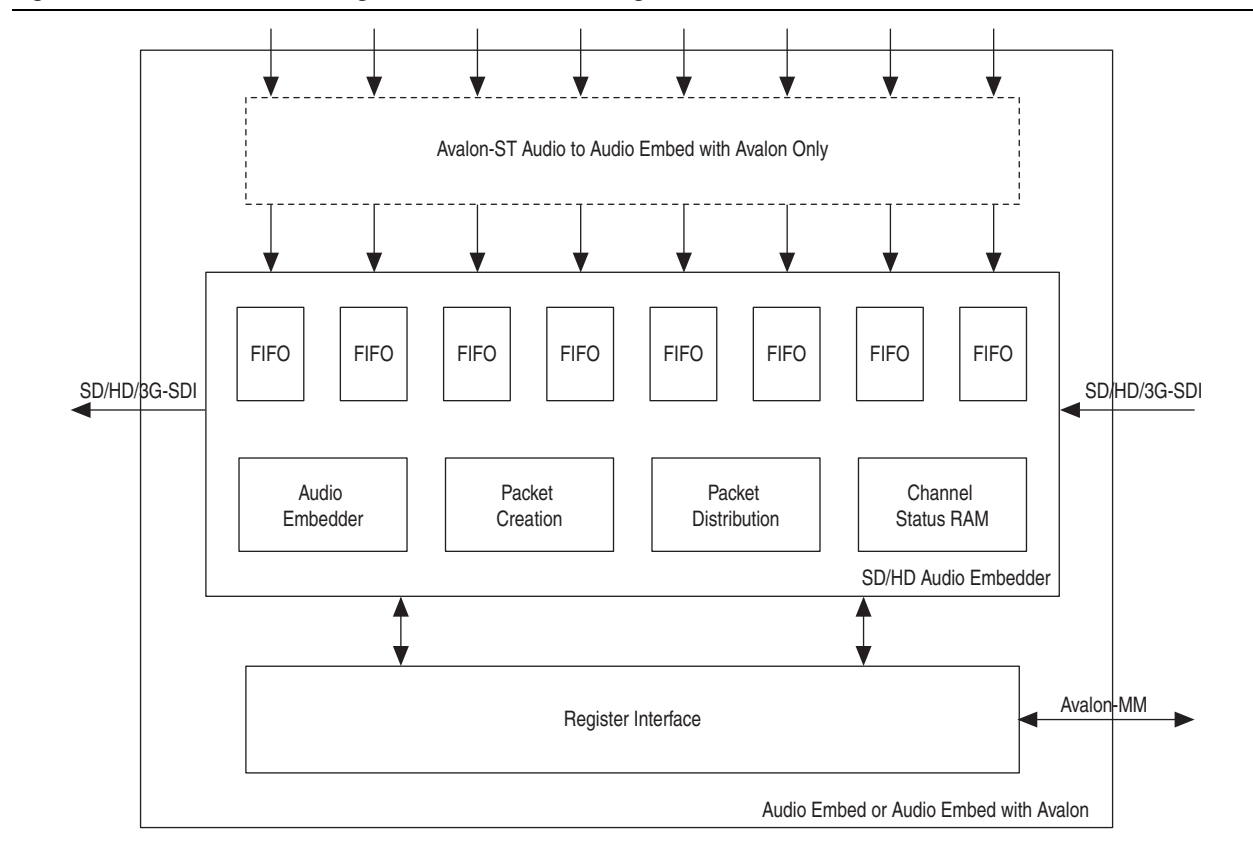 Avalon-ST Audio to Audio Embed with Avalon Only
FIFO
FIFO
FIFO
FIFO
FIFO
FIFO
FIFO
FIFO
SD/HD/3G-SDI
SD/HD/3G-SDI
Audio
Embedder
Packet
Creation
Packet
Distribution
Channel
Status RAM
SD/HD Audio Embedder
Register Interface
Avalon-MM
Audio Embed or Audio Embed with Avalon